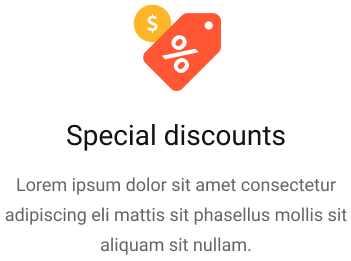 $
%
Special discounts
Lorem ipsum dolor sit amet consectetur
adipiscing eli mattis sit phasellus mollis sit
aliquam sit nullam.